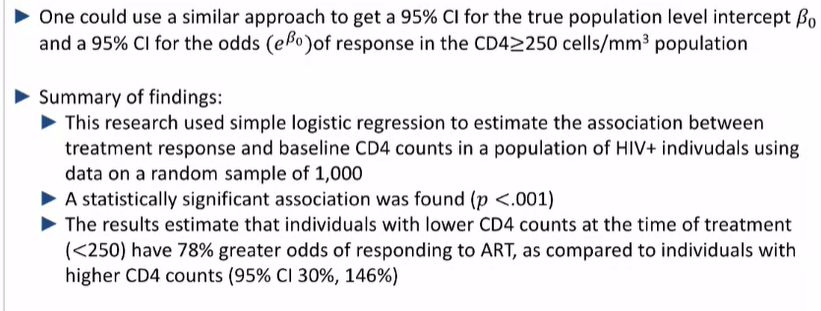 ▶ One could use a similar approach to get a 95% CI for the true population level intercept β₀
and a 95% CI for the odds (e^β₀)of response in the CD4≥250 cells/mm³ population
▶ Summary of findings:
▶ This research used simple logistic regression to estimate the association between
treatment response and baseline CD4 counts in a population of HIV+ indivudals using
data on a random sample of 1,000
▶ A statistically significant association was found (p <.001)
▶ The results estimate that individuals with lower CD4 counts at the time of treatment
(<250) have 78% greater odds of responding to ART, as compared to individuals with
higher CD4 counts (95% CI 30%, 146%)